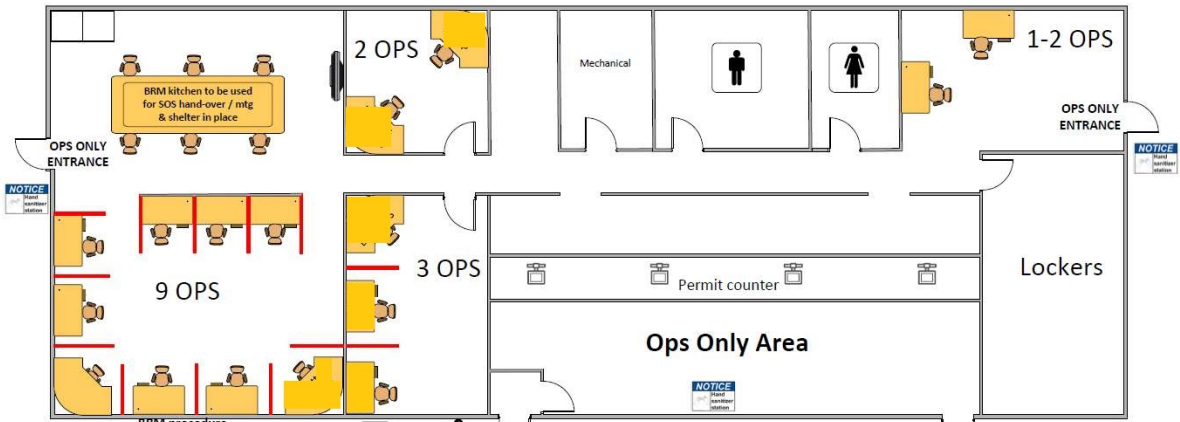 2 OPS
1-2 OPS
Mechanical
BRM kitchen to be used
for SOS hand-over / mtg
& shelter in place
OPS ONLY
ENTRANCE
OPS ONLY
ENTRANCE
NOTICE
Hand
sanitizer
station
NOTICE
Hand
sanitizer
station
9 OPS
3 OPS
Permit counter
Lockers
Ops Only Area
NOTICE
Hand
sanitizer
station
BRM procedure